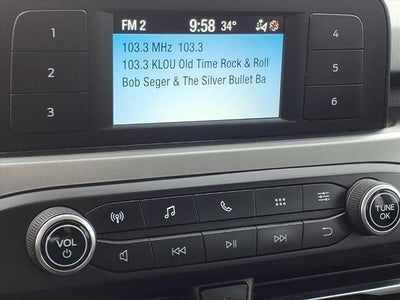 FM 2 9:58 34°
103.3 MHz 103.3
103.3 KLOU Old Time Rock & Roll
Bob Seger & The Silver Bullet Ba
1
2
3
4
5
6
VOL
TUNE
OK